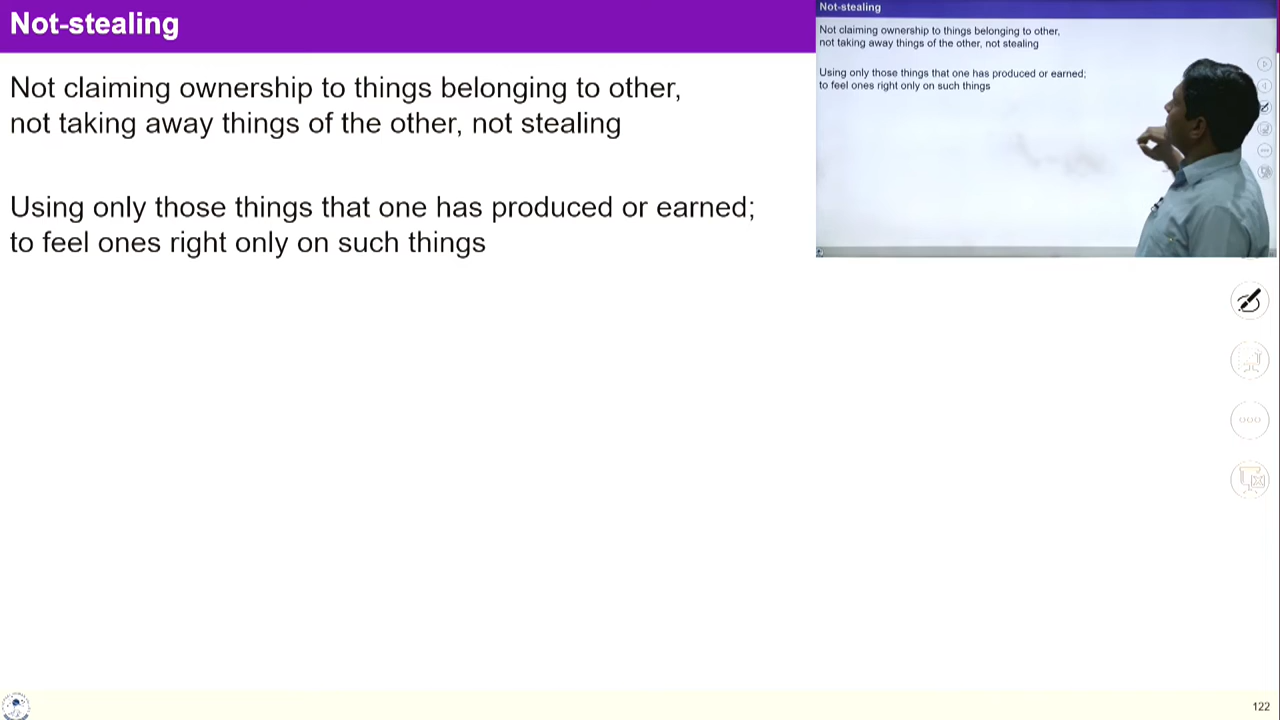 Not-stealing
Not claiming ownership to things belonging to other,
not taking away things of the other, not stealing
Using only those things that one has produced or earned;
to feel ones right only on such things
Not-stealing
Not claiming ownership to things belonging to other,
not taking away things of the other, not stealing
Using only those things that one has produced or earned;
to feel ones right only on such things
122